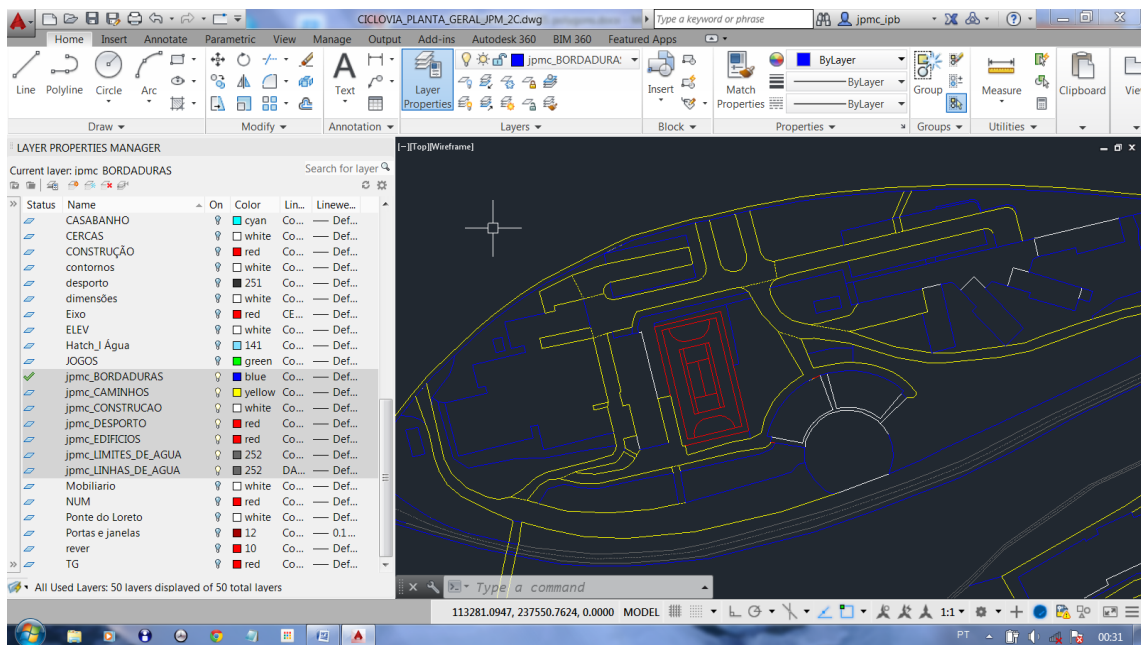 CICLOVIA_PLANTA_GERAL_JPM_2C.dwg
Type a keyword or phrase
jpmc_ipb
Home Insert Annotate Parametric View Manage Output Add-ins Autodesk 360 BIM 360 Featured Apps
Line Polyline Circle Arc
Text
Layer
Properties
jpmc_BORDADURA
Insert
Match
Properties
ByLayer
ByLayer
ByLayer
Group
Measure
Clipboard
Draw Modify Annotation Layers Block Properties Groups Utilities
LAYER PROPERTIES MANAGER
[-][Top][Wireframe]
Current layer: jpmc_BORDADURAS
Search for layer
Status Name On Color Lin... Linewe...
CASABANHO cyan Co... Def...
CERCAS white Co... Def...
CONSTRUÇÃO red Co... Def...
contornos white Co... Def...
desporto 251 Co... Def...
dimensões white Co... Def...
Eixo red CE... Def...
ELEV white Co... Def...
Hatch_l Água 141 Co... Def...
JOGOS green Co... Def...
jpmc_BORDADURAS blue Co... Def...
jpmc_CAMINHOS yellow Co... Def...
jpmc_CONSTRUCAO white Co... Def...
jpmc_DESPORTO red Co... Def...
jpmc_EDIFICIOS red Co... Def...
jpmc_LIMITES_DE_AGUA 252 Co... Def...
jpmc_LINHAS_DE_AGUA 252 DA... Def...
Mobiliario white Co... Def...
NUM red Co... Def...
Ponte do Loreto white Co... Def...
Portas e janelas 12 Co... 0.1...
rever 10 Co... Def...
TG red Co... Def...
All Used Layers: 50 layers displayed of 50 total layers
Type a command
113281.0947, 237550.7624, 0.0000 MODEL 1:1
PT 00:31